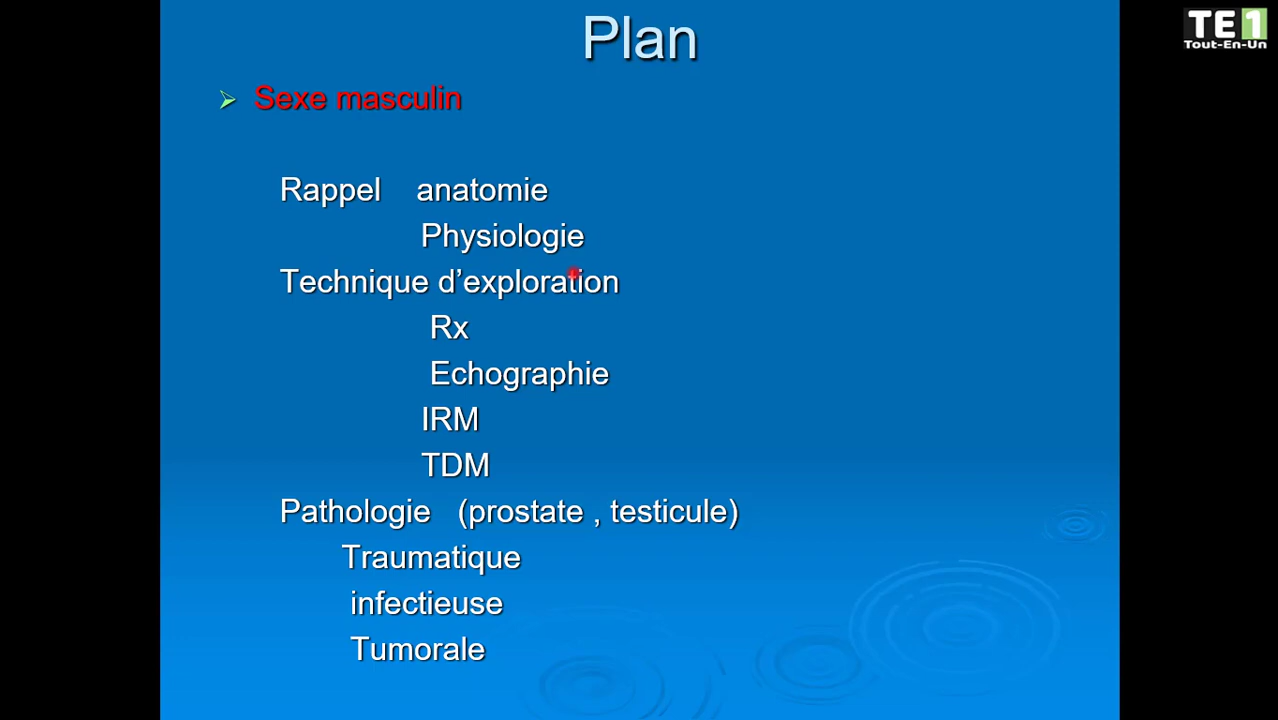 Plan
TE1
Tout-En-Un
Sexe masculin
Rappel anatomie
Physiologie
Technique d’exploration
Rx
Echographie
IRM
TDM
Pathologie (prostate , testicule)
Traumatique
infectieuse
Tumorale